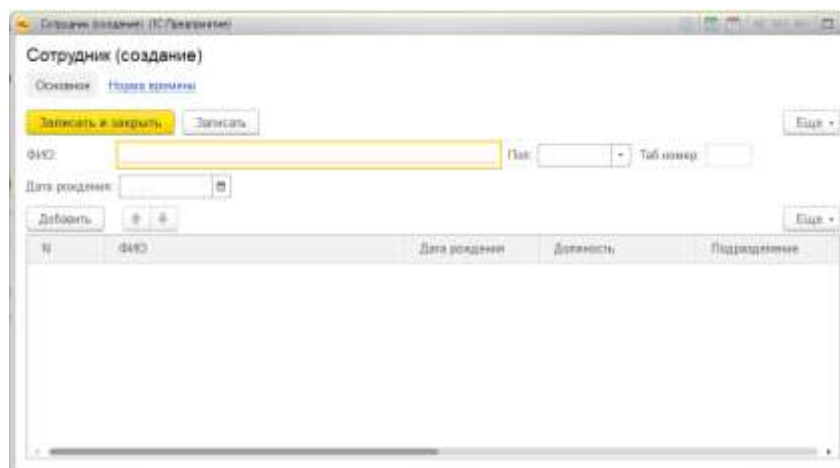 Сотрудник (создание) (1С:Предприятие)
Сотрудник (создание)
Основное Норма времени
Записать и закрыть Записать Еще
ФИО: Пол: Таб номер:
Дата рождения:
Добавить Еще
N ФИО Дата рождения Должность Подразделение